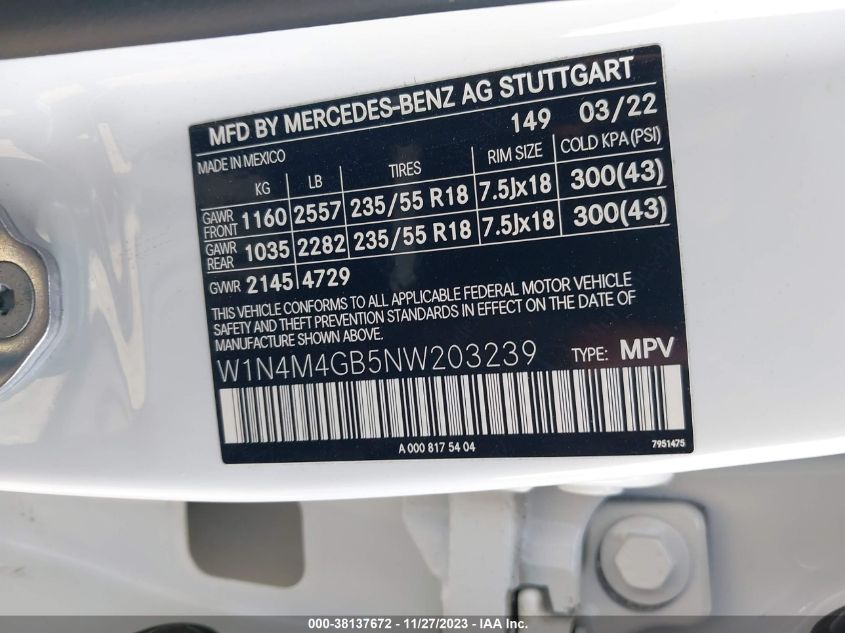 MFD BY MERCEDES-BENZ AG STUTTGART
149 03/22
MADE IN MEXICO
KG LB TIRES RIM SIZE COLD KPA(PSI)
GAWR FRONT 1160 2557 235/55 R18 7.5Jx18 300(43)
GAWR REAR 1035 2282 235/55 R18 7.5Jx18 300(43)
GVWR 2145 4729
THIS VEHICLE CONFORMS TO ALL APPLICABLE FEDERAL MOTOR VEHICLE
SAFETY AND THEFT PREVENTION STANDARDS IN EFFECT ON THE DATE OF
MANUFACTURE SHOWN ABOVE.
W1N4M4GB5NW203239 TYPE: MPV
A 000 817 54 04 7951475
000-38137672 - 11/27/2023 - IAA Inc.